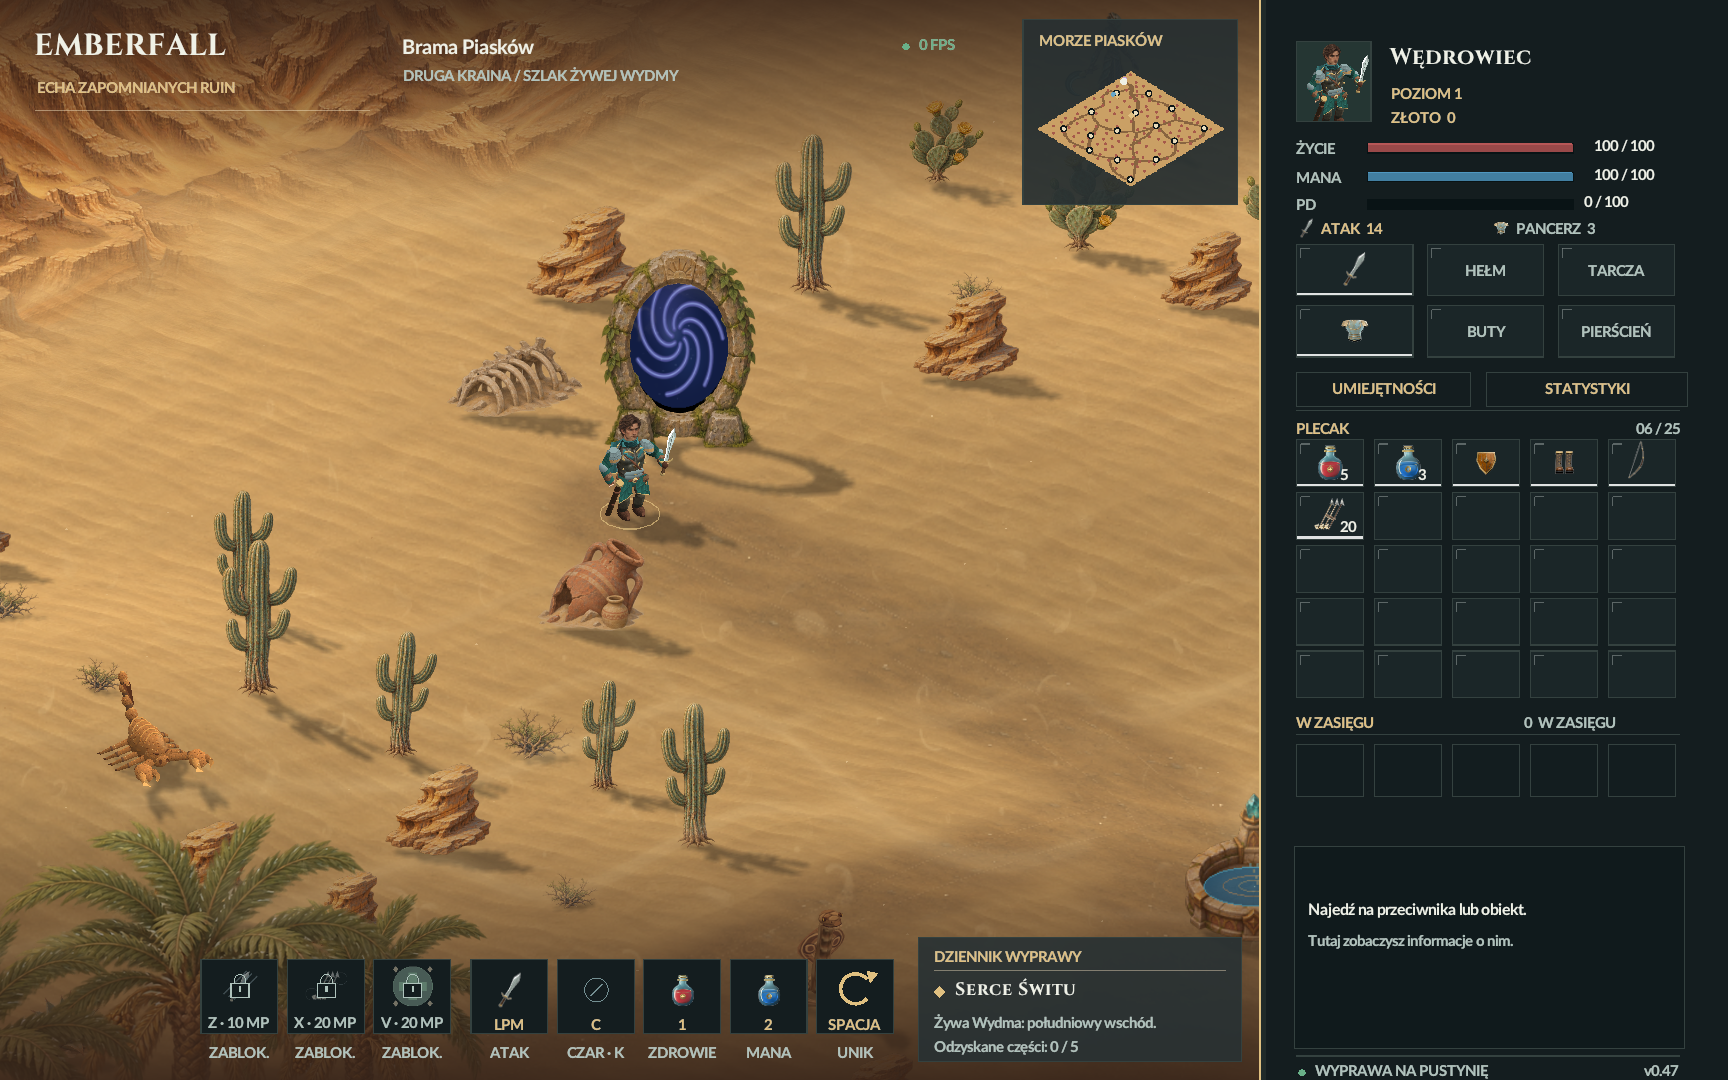 EMBERFALL
ECHA ZAPOMNIANYCH RUIN
Brama Piasków
DRUGA KRAINA / SZLAK ŻYWEJ WYDMY
0 FPS
MORZE PIASKÓW
WĘDROWIEC
POZIOM 1
ZŁOTO 0
ŻYCIE 100 / 100
MANA 100 / 100
PD 0 / 100
ATAK 14 PANCERZ 3
HEŁM TARCZA
BUTY PIERŚCIEŃ
UMIEJĘTNOŚCI STATYSTYKI
PLECAK 06 / 25
5 3
20
W ZASIĘGU 0 W ZASIĘGU
Najedź na przeciwnika lub obiekt.
Tutaj zobaczysz informacje o nim.
WYPRAWA NA PUSTYNIĘ v0.47
Z · 10 MP X · 20 MP V · 20 MP LPM C 1 2 SPACJA
ZABLOK. ZABLOK. ZABLOK. ATAK CZAR · K ZDROWIE MANA UNIK
DZIENNIK WYPRAWY
SERCE ŚWITU
Żywa Wydma: południowy wschód.
Odzyskane części: 0 / 5